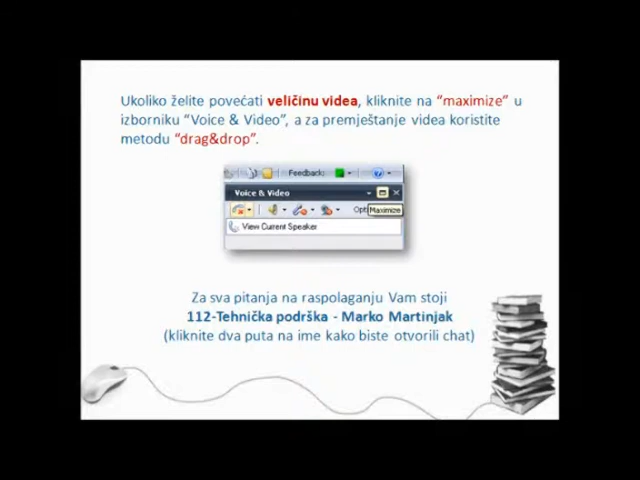 Ukoliko želite povećati veličinu videa, kliknite na “maximize” u
izborniku “Voice & Video”, a za premještanje videa koristite
metodu “drag&drop”.
Feedback:
Voice & Video
Opti
Maximize
View Current Speaker
Za sva pitanja na raspolaganju Vam stoji
112-Tehnička podrška - Marko Martinjak
(kliknite dva puta na ime kako biste otvorili chat)